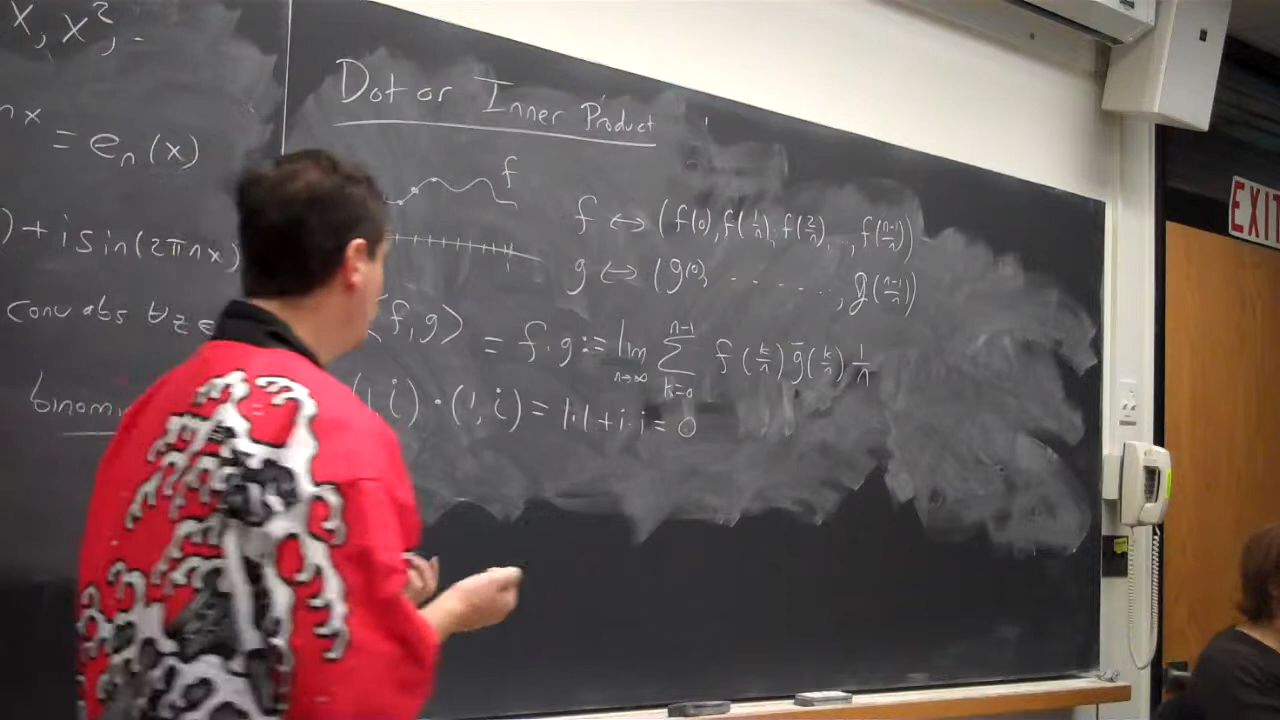 x, x², ..
nx = eₙ(x)
) + i sin(2πnx)
conv abs ∀z ∈
Dot or Inner Product
f
f ↔ (f(0), f(1/n), f(2/n), ..., f((n-1)/n))
g ↔ (g(0) ......, g((n-1)/n))
⟨f, g⟩ = f·g := lim_{n→∞} Σ_{k=0}^{n-1} f(k/n) ḡ(k/n) 1/n
(1, i)·(1, i) = 1·1 + i·i = 0
EXIT